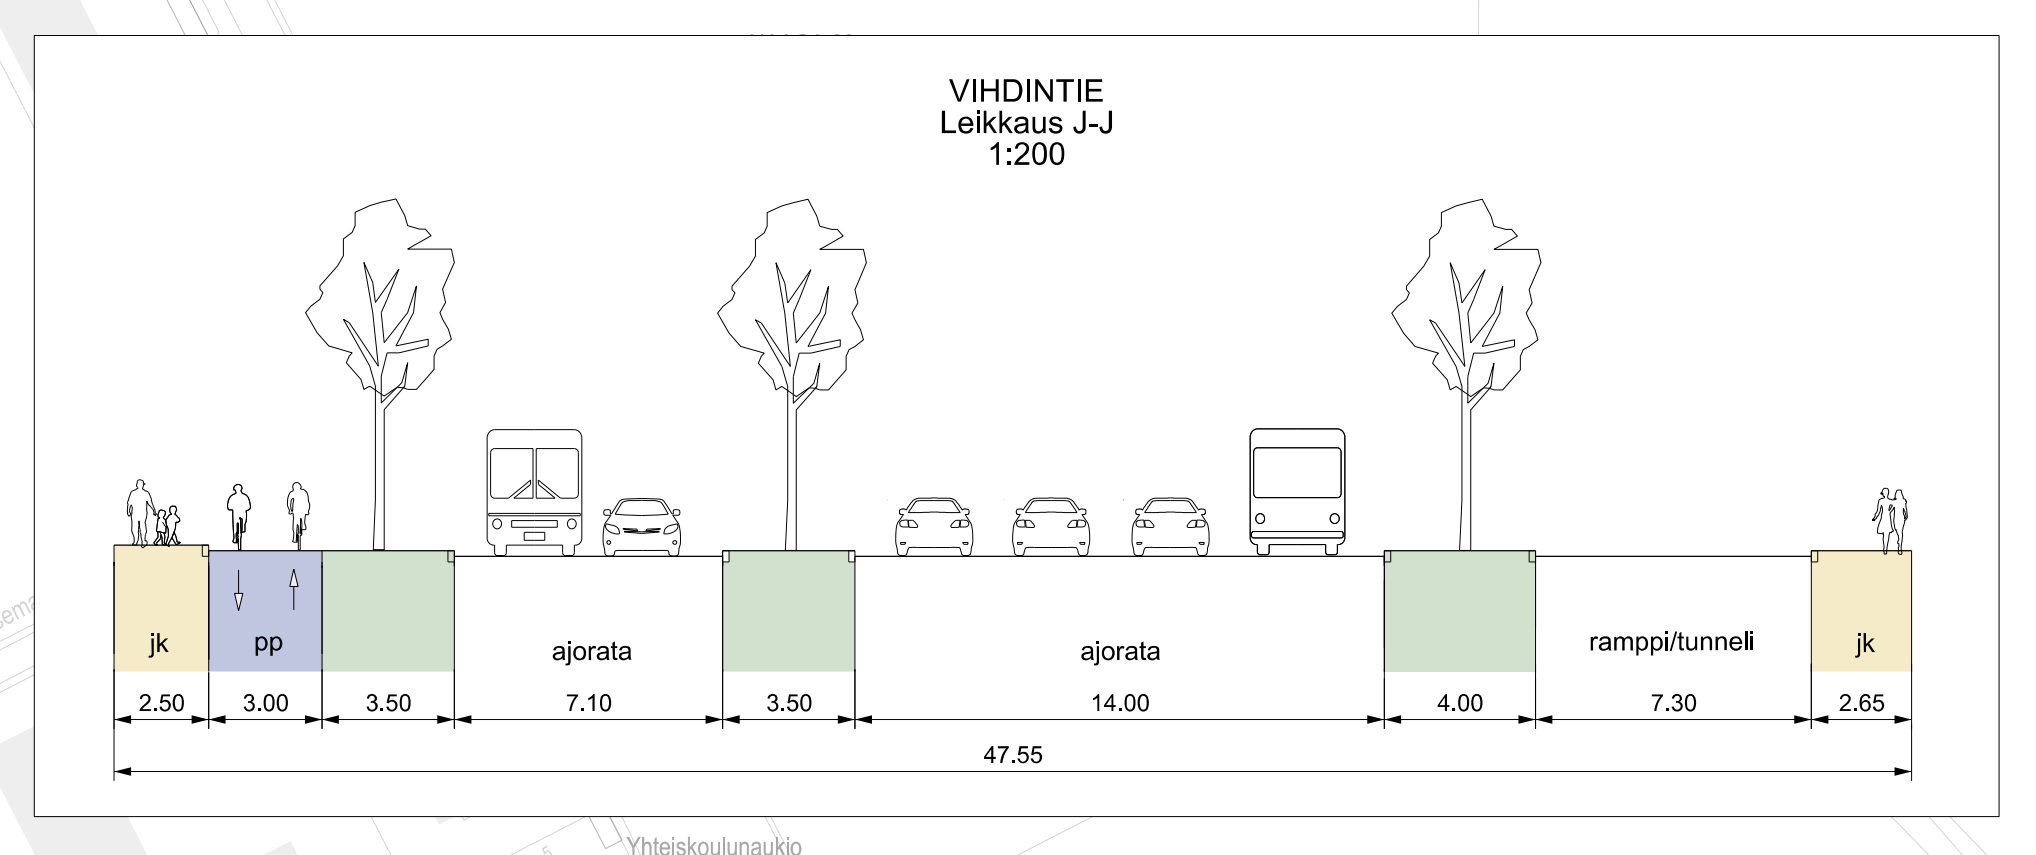 VIHDINTIE
Leikkaus J-J
1:200
jk
pp
ajorata
ajorata
ramppi/tunneli
jk
2.50
3.00
3.50
7.10
3.50
14.00
4.00
7.30
2.65
47.55
5
Yhteiskoulunaukio